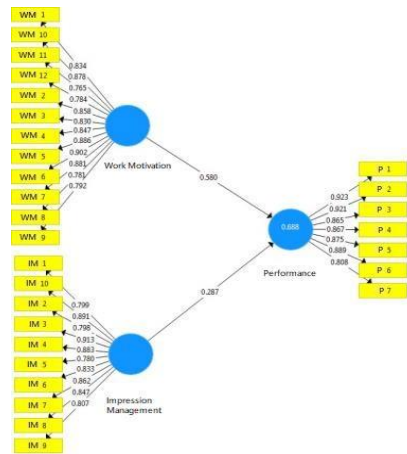 WM 1
WM 10
WM 11
WM 12
WM 2
WM 3
WM 4
WM 5
WM 6
WM 7
WM 8
WM 9
0.834
0.878
0.765
0.784
0.858
0.830
0.847
0.886
0.902
0.881
0.781
0.792
Work Motivation
0.580
IM 1
IM 10
IM 2
IM 3
IM 4
IM 5
IM 6
IM 7
IM 8
IM 9
0.799
0.891
0.798
0.913
0.883
0.780
0.833
0.862
0.847
0.807
Impression
Management
0.287
0.688
Performance
0.923
0.921
0.865
0.867
0.875
0.889
0.808
P 1
P 2
P 3
P 4
P 5
P 6
P 7